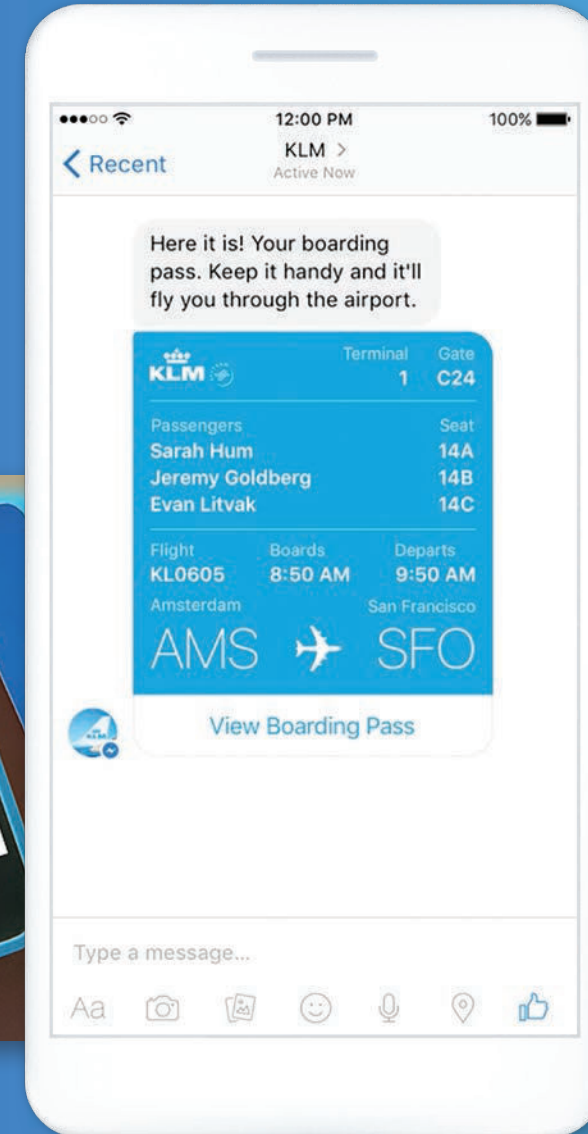 12:00 PM 100%
Recent KLM >
Active Now
Here it is! Your boarding
pass. Keep it handy and it'll
fly you through the airport.
KLM Terminal Gate
1 C24
Passengers Seat
Sarah Hum 14A
Jeremy Goldberg 14B
Evan Litvak 14C
Flight Boards Departs
KL0605 8:50 AM 9:50 AM
Amsterdam San Francisco
AMS SFO
View Boarding Pass
Type a message...
Aa